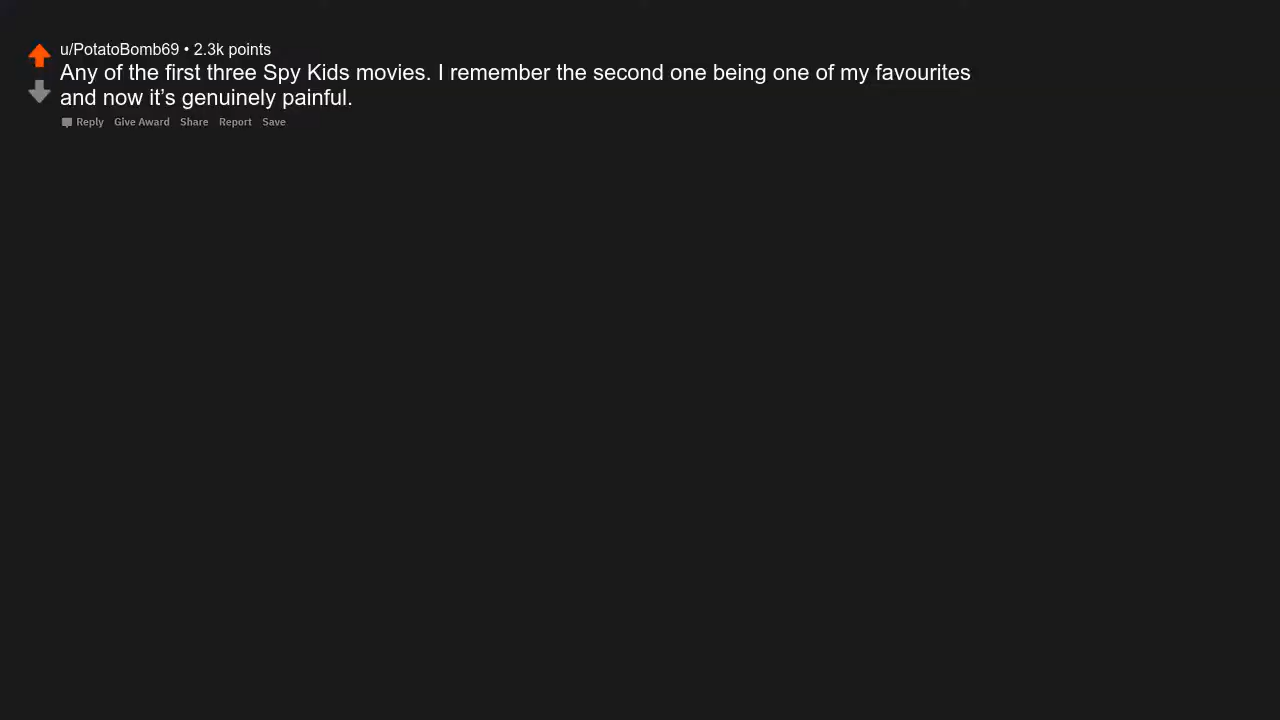 u/PotatoBomb69 • 2.3k points
Any of the first three Spy Kids movies. I remember the second one being one of my favourites
and now it’s genuinely painful.
Reply Give Award Share Report Save